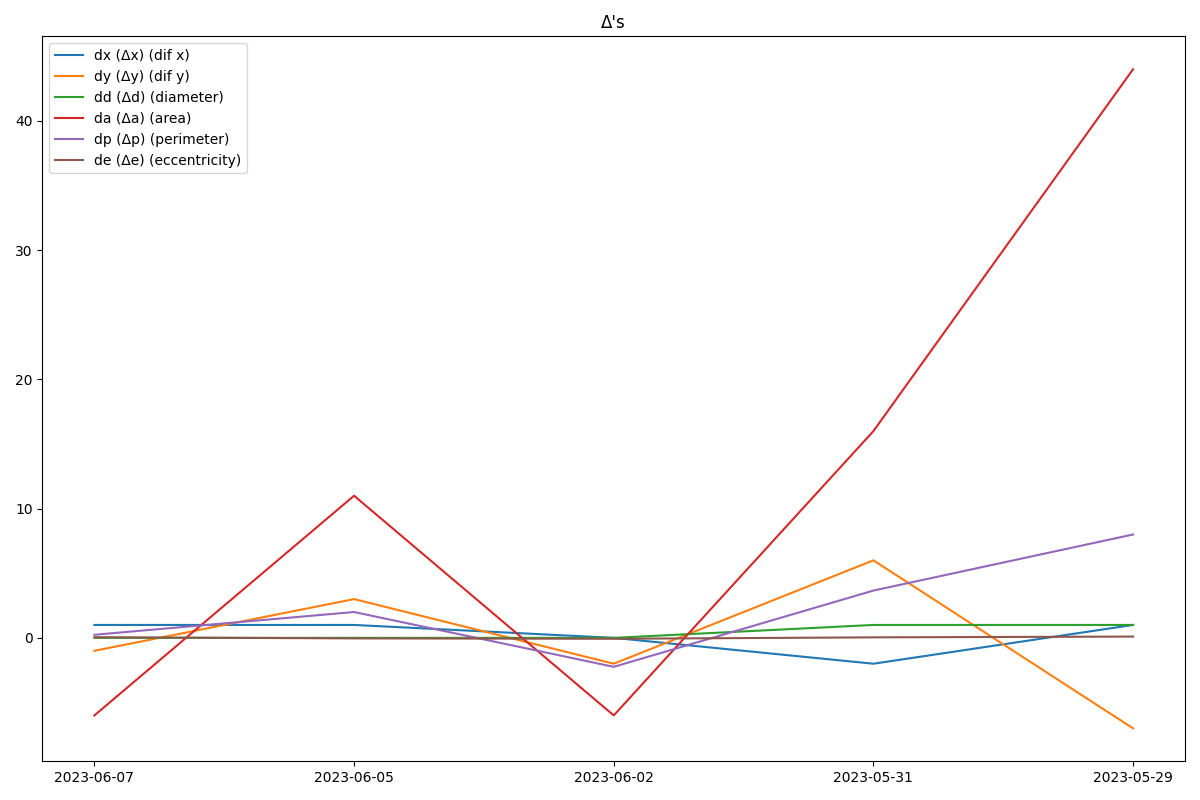 Δ's
dx (Δx) (dif x)
dy (Δy) (dif y)
dd (Δd) (diameter)
da (Δa) (area)
dp (Δp) (perimeter)
de (Δe) (eccentricity)
40
30
20
10
0
2023-06-07 2023-06-05 2023-06-02 2023-05-31 2023-05-29